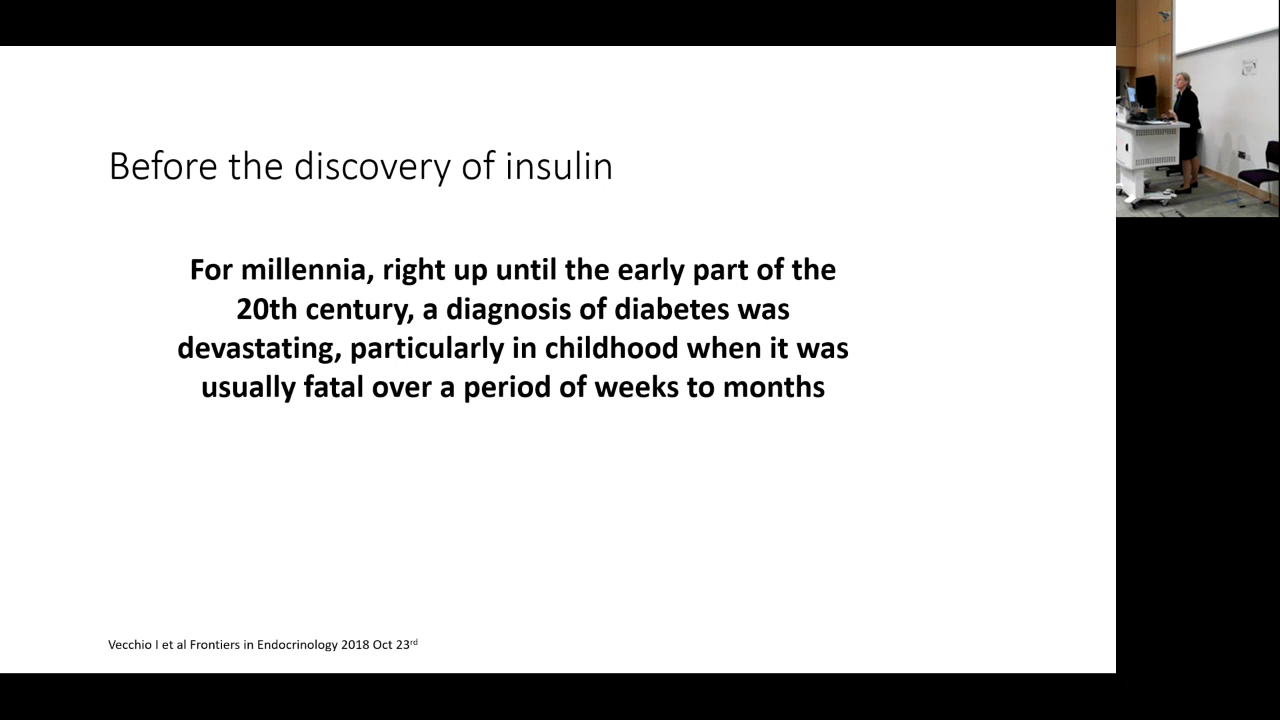 Before the discovery of insulin
For millennia, right up until the early part of the
20th century, a diagnosis of diabetes was
devastating, particularly in childhood when it was
usually fatal over a period of weeks to months
Vecchio I et al Frontiers in Endocrinology 2018 Oct 23rd